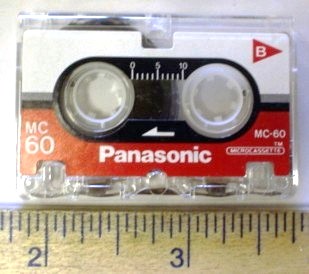 B
0 5 10
MC
60
MC-60
Panasonic
TM
MICROCASSETTE
2 3